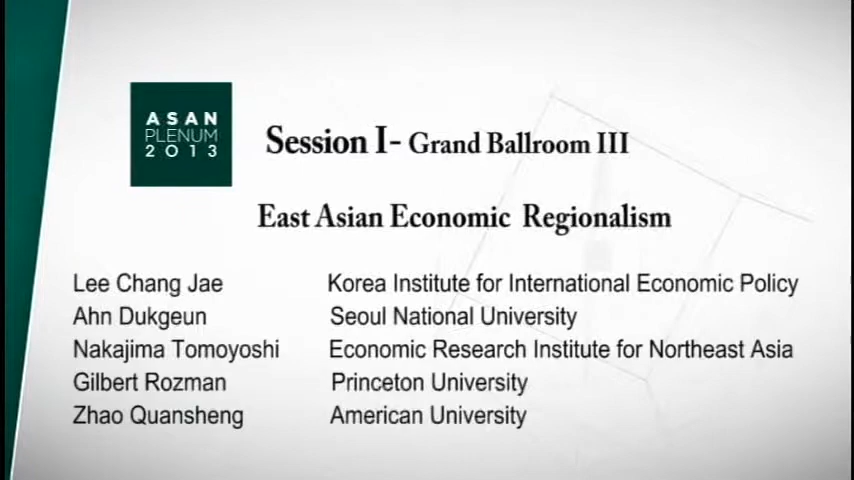 ASAN
PLENUM
2013
Session I- Grand Ballroom III
East Asian Economic Regionalism
Lee Chang Jae Korea Institute for International Economic Policy
Ahn Dukgeun Seoul National University
Nakajima Tomoyoshi Economic Research Institute for Northeast Asia
Gilbert Rozman Princeton University
Zhao Quansheng American University